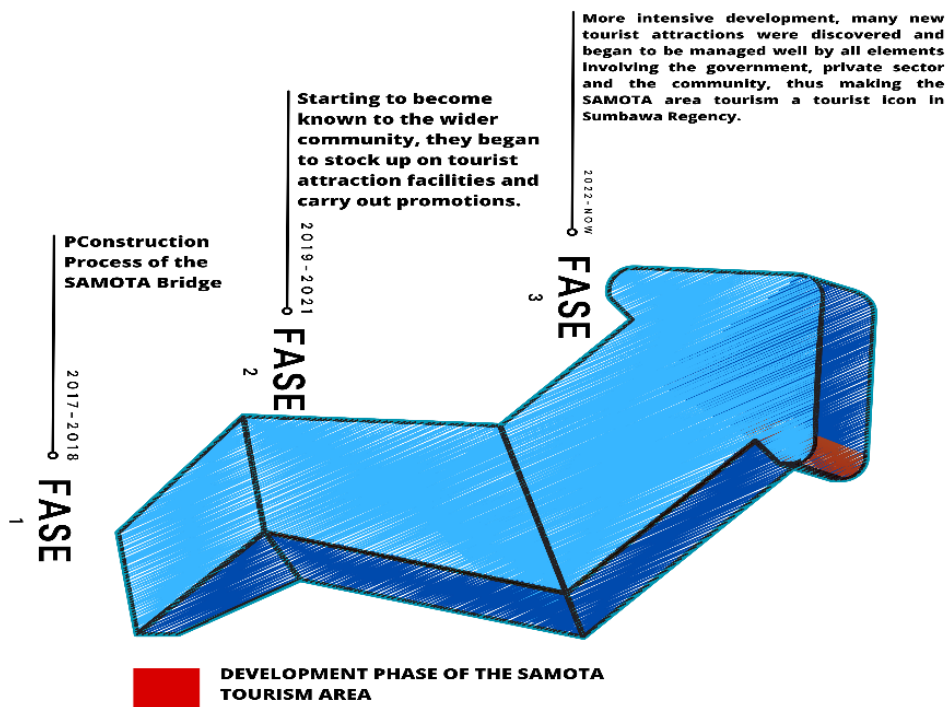 PConstruction
Process of the
SAMOTA Bridge
2017-2018
FASE
1
Starting to become
known to the wider
community, they began
to stock up on tourist
attraction facilities and
carry out promotions.
2019-2021
FASE
2
More intensive development, many new
tourist attractions were discovered and
began to be managed well by all elements
involving the government, private sector
and the community, thus making the
SAMOTA area tourism a tourist icon in
Sumbawa Regency.
2022-NOW
FASE
3
DEVELOPMENT PHASE OF THE SAMOTA
TOURISM AREA